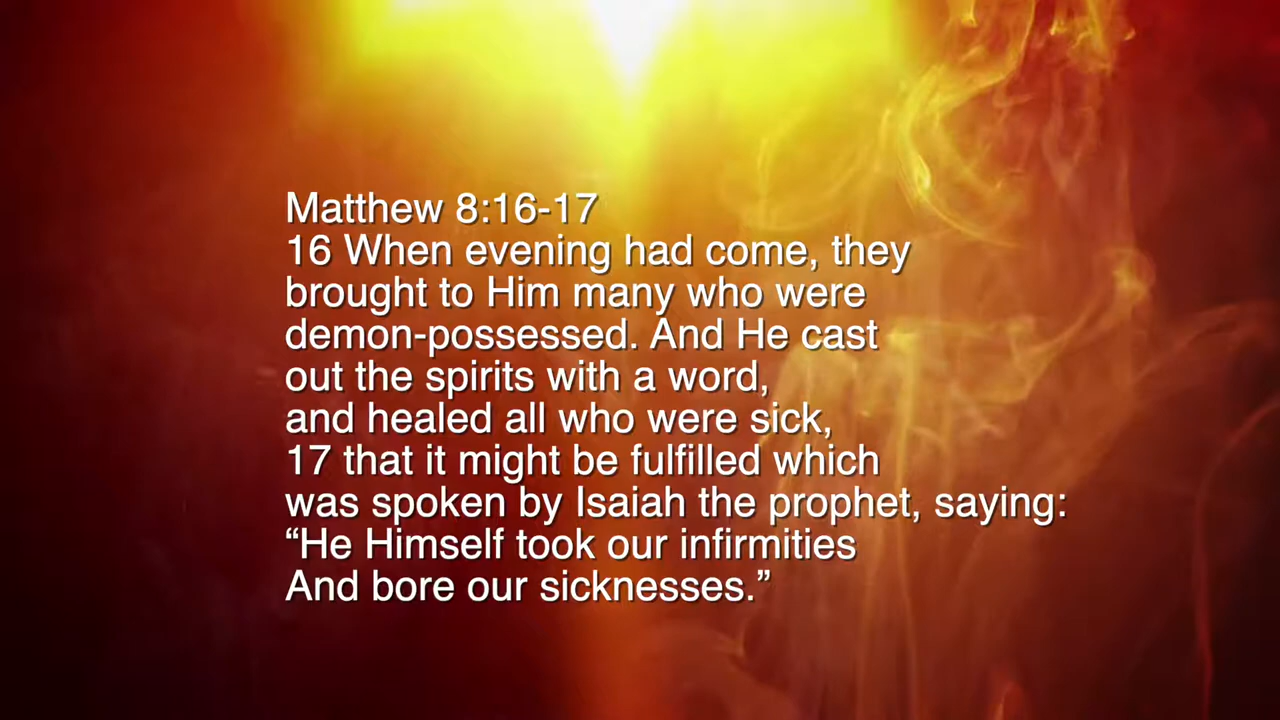 Matthew 8:16-17
16 When evening had come, they
brought to Him many who were
demon-possessed. And He cast
out the spirits with a word,
and healed all who were sick,
17 that it might be fulfilled which
was spoken by Isaiah the prophet, saying:
“He Himself took our infirmities
And bore our sicknesses.”